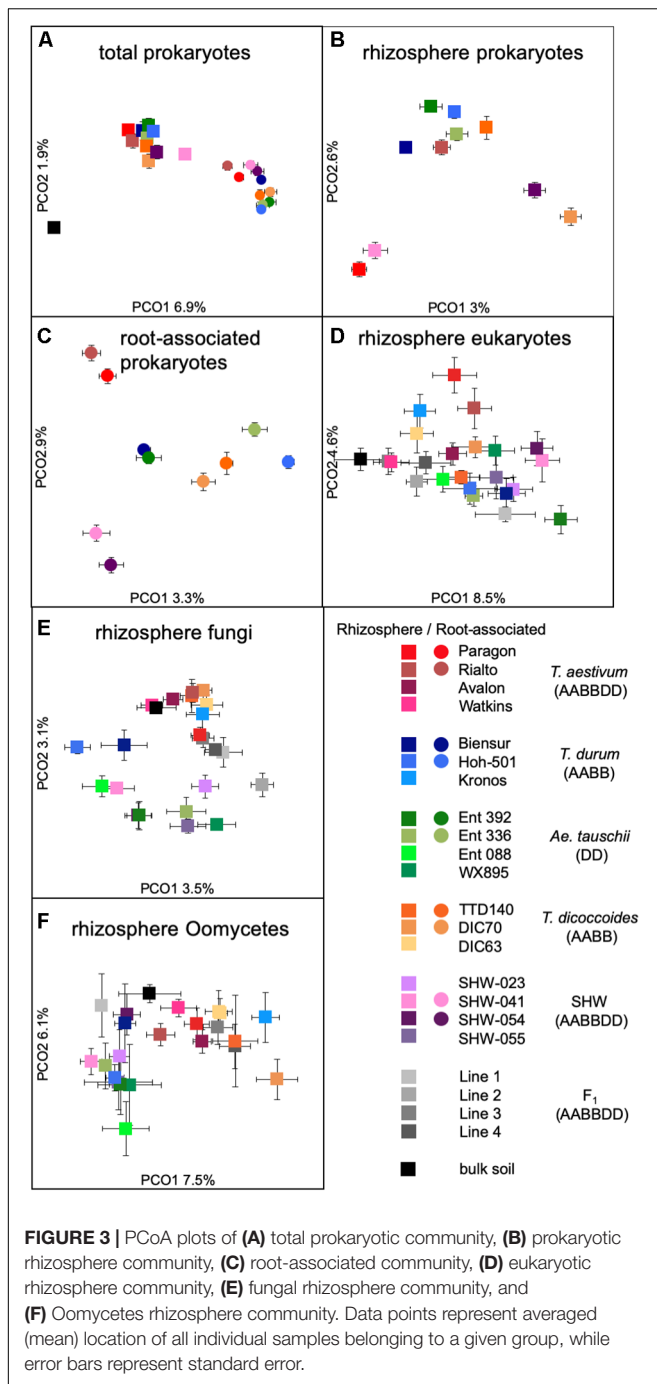 A
total prokaryotes
PCO2 1.9%
PCO1 6.9%
B
rhizosphere prokaryotes
PCO2.6%
PCO1 3%
C
root-associated
prokaryotes
PCO2.9%
PCO1 3.3%
D
rhizosphere eukaryotes
PCO2-4.6%
PCO1 8.5%
E
rhizosphere fungi
PCO2 3.1%
PCO1 3.5%
F
rhizosphere Oomycetes
PCO2 6.1%
PCO1 7.5%
Rhizosphere / Root-associated
Paragon
Rialto
Avalon
Watkins
T. aestivum
(AABBDD)
Biensur
Hoh-501
Kronos
T. durum
(AABB)
Ent 392
Ent 336
Ent 088
WX895
Ae. tauschii
(DD)
TTD140
DIC70
DIC63
T. dicoccoides
(AABB)
SHW-023
SHW-041
SHW-054
SHW-055
SHW
(AABBDD)
Line 1
Line 2
Line 3
Line 4
F₁
(AABBDD)
bulk soil
FIGURE 3 | PCoA plots of (A) total prokaryotic community, (B) prokaryotic
rhizosphere community, (C) root-associated community, (D) eukaryotic
rhizosphere community, (E) fungal rhizosphere community, and
(F) Oomycetes rhizosphere community. Data points represent averaged
(mean) location of all individual samples belonging to a given group, while
error bars represent standard error.